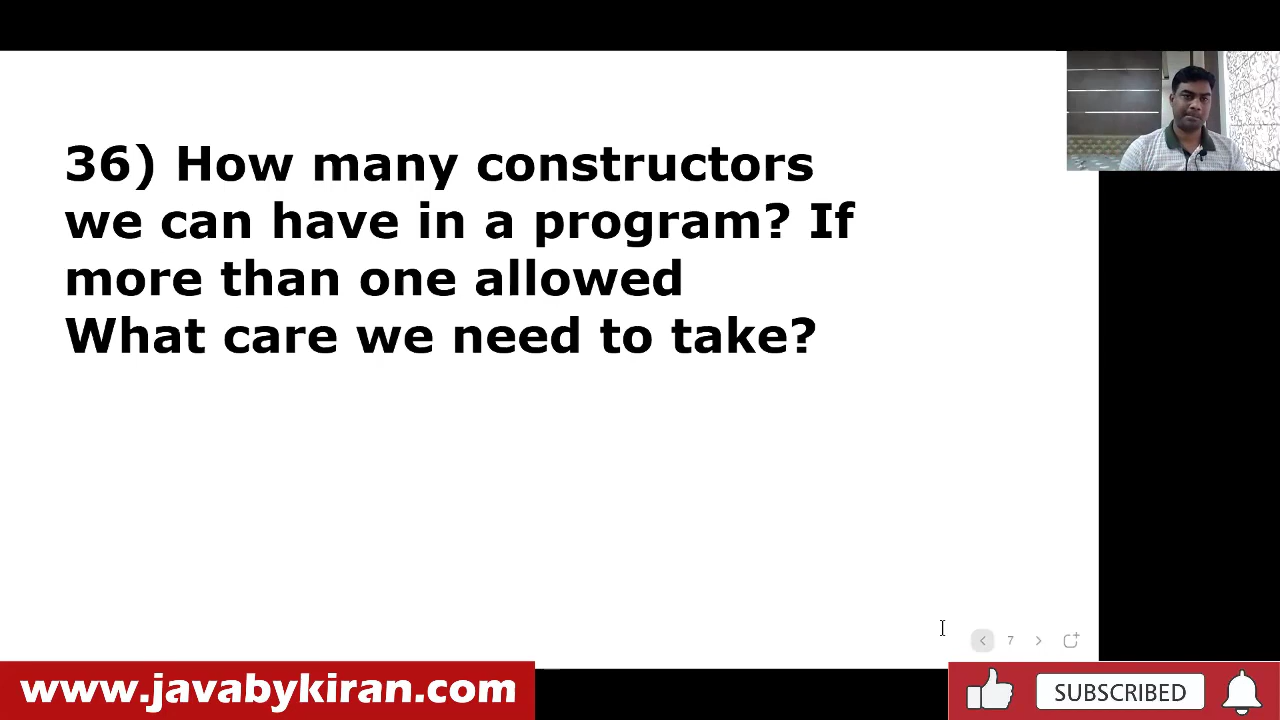 36) How many constructors
we can have in a program? If
more than one allowed
What care we need to take?
7
www.javabykiran.com
SUBSCRIBED